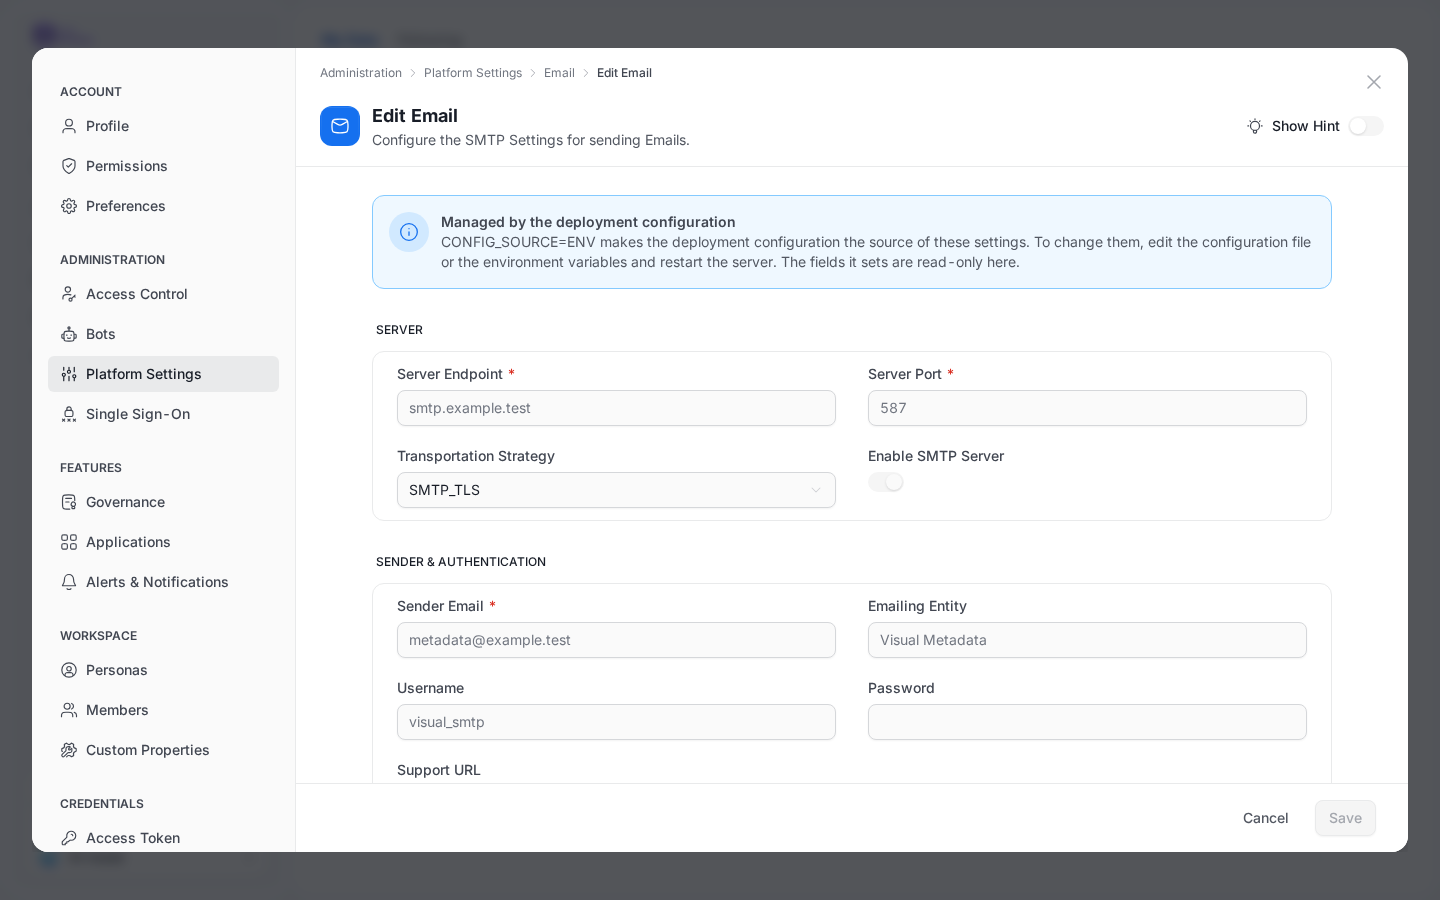 ACCOUNT
Profile
Permissions
Preferences
ADMINISTRATION
Access Control
Bots
Platform Settings
Single Sign-On
FEATURES
Governance
Applications
Alerts & Notifications
WORKSPACE
Personas
Members
Custom Properties
CREDENTIALS
Access Token
Administration > Platform Settings > Email > Edit Email
Edit Email
Configure the SMTP Settings for sending Emails.
Show Hint
Managed by the deployment configuration
CONFIG_SOURCE=ENV makes the deployment configuration the source of these settings. To change them, edit the configuration file
or the environment variables and restart the server. The fields it sets are read-only here.
SERVER
Server Endpoint *
smtp.example.test
Server Port *
587
Transportation Strategy
SMTP_TLS
Enable SMTP Server
SENDER & AUTHENTICATION
Sender Email *
metadata@example.test
Emailing Entity
Visual Metadata
Username
visual_smtp
Password
Support URL
Cancel
Save